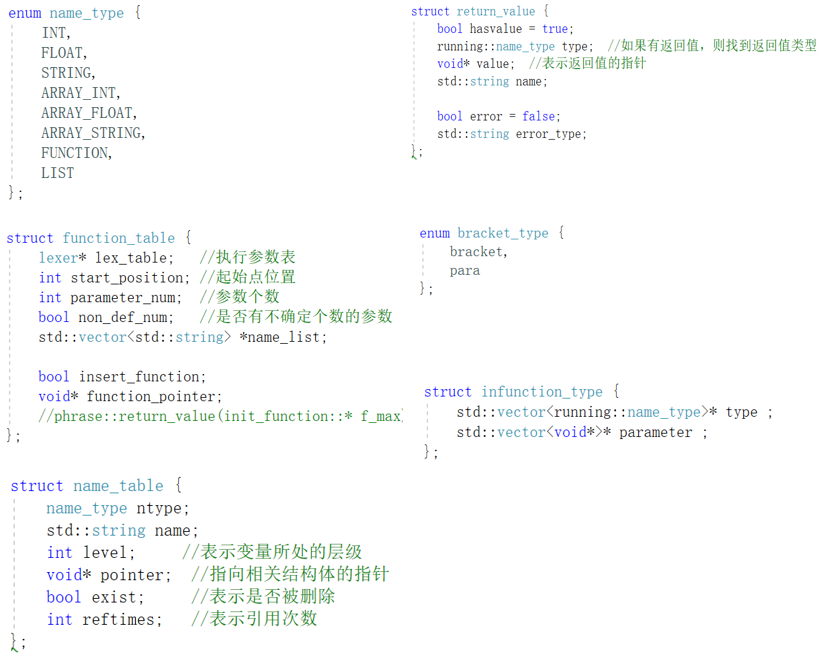 enum name_type {
INT,
FLOAT,
STRING,
ARRAY_INT,
ARRAY_FLOAT,
ARRAY_STRING,
FUNCTION,
LIST
};
struct return_value {
bool hasvalue = true;
running::name_type type; //如果有返回值，则找到返回值类型
void* value; //表示返回值的指针
std::string name;
bool error = false;
std::string error_type;
};
struct function_table {
lexer* lex_table; //执行参数表
int start_position; //起始点位置
int parameter_num; //参数个数
bool non_def_num; //是否有不确定个数的参数
std::vector<std::string> *name_list;
bool insert_function;
void* function_pointer;
//phrase::return_value(init_function::* f_max)
};
enum bracket_type {
bracket,
para
};
struct infunction_type {
std::vector<running::name_type>* type ;
std::vector<void*>* parameter ;
};
struct name_table {
name_type ntype;
std::string name;
int level; //表示变量所处的层级
void* pointer; //指向相关结构体的指针
bool exist; //表示是否被删除
int reftimes; //表示引用次数
};